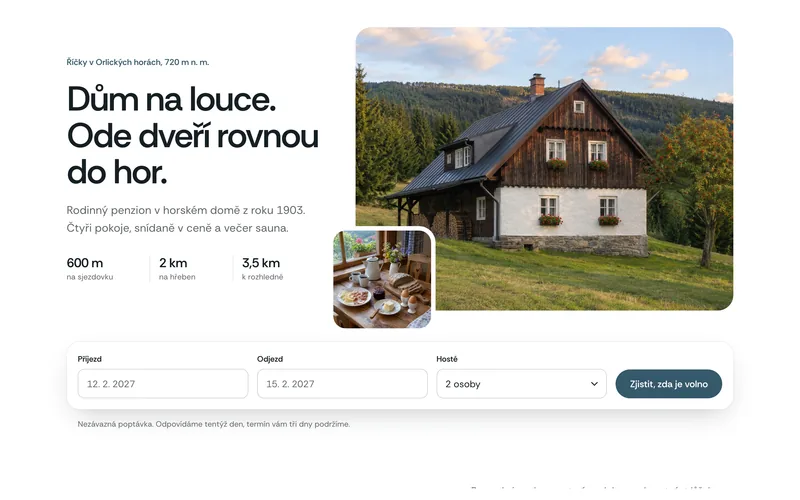 Říčky v Orlických horách, 720 m n. m.
Dům na louce.
Ode dveří rovnou
do hor.
Rodinný penzion v horském domě z roku 1903.
Čtyři pokoje, snídaně v ceně a večer sauna.
600 m
na sjezdovku
2 km
na hřeben
3,5 km
k rozhledně
Příjezd
Odjezd
Hosté
12. 2. 2027
15. 2. 2027
2 osoby
Zjistit, zda je volno
Nezávazná poptávka. Odpovídáme tentýž den, termín vám tři dny podržíme.